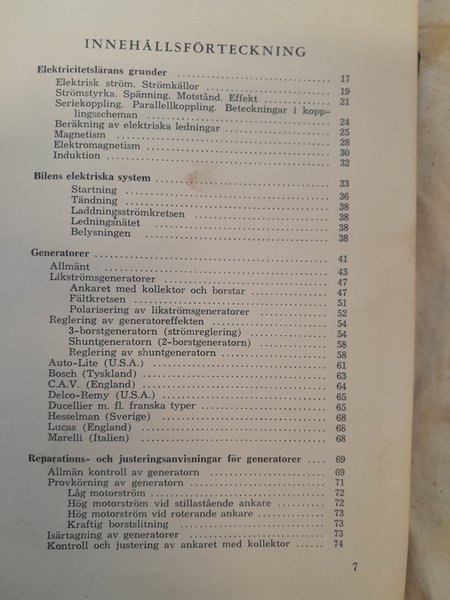 INNEHÅLLSFÖRTECKNING
Elektricitetslärans grunder 17
Elektrisk ström. Strömkällor 19
Strömstyrka. Spänning. Motstånd. Effekt 21
Seriekoppling. Parallellkoppling. Beteckningar i kopp-
lingsscheman 24
Beräkning av elektriska ledningar 25
Magnetism 28
Elektromagnetism 30
Induktion 32
Bilens elektriska system 33
Startning 36
Tändning 38
Laddningsströmkretsen 38
Ledningsnätet 38
Belysningen 38
Generatorer 41
Allmänt 43
Likströmsgeneratorer 47
Ankaret med kollektor och borstar 47
Fältkretsen 51
Polarisering av likströmsgeneratorer 52
Reglering av generatoreffekten 54
3-borstgeneratorn (strömreglering) 54
Shuntgeneratorn (2-borstgeneratorn) 58
Reglering av shuntgeneratorn 58
Auto-Lite (U.S.A.) 61
Bosch (Tyskland) 63
C.A.V. (England) 64
Delco-Remy (U.S.A.) 65
Ducellier m. fl. franska typer 65
Hesselman (Sverige) 68
Lucas (England) 68
Marelli (Italien) 68
Reparations- och justeringsanvisningar för generatorer 69
Allmän kontroll av generatorn 69
Provkörning av generatorn 71
Låg motorström 72
Hög motorström vid stillastående ankare 72
Hög motorström vid roterande ankare 73
Kraftig borstslitning 73
Isärtagning av generatorer 73
Kontroll och justering av ankaret med kollektor 74
7